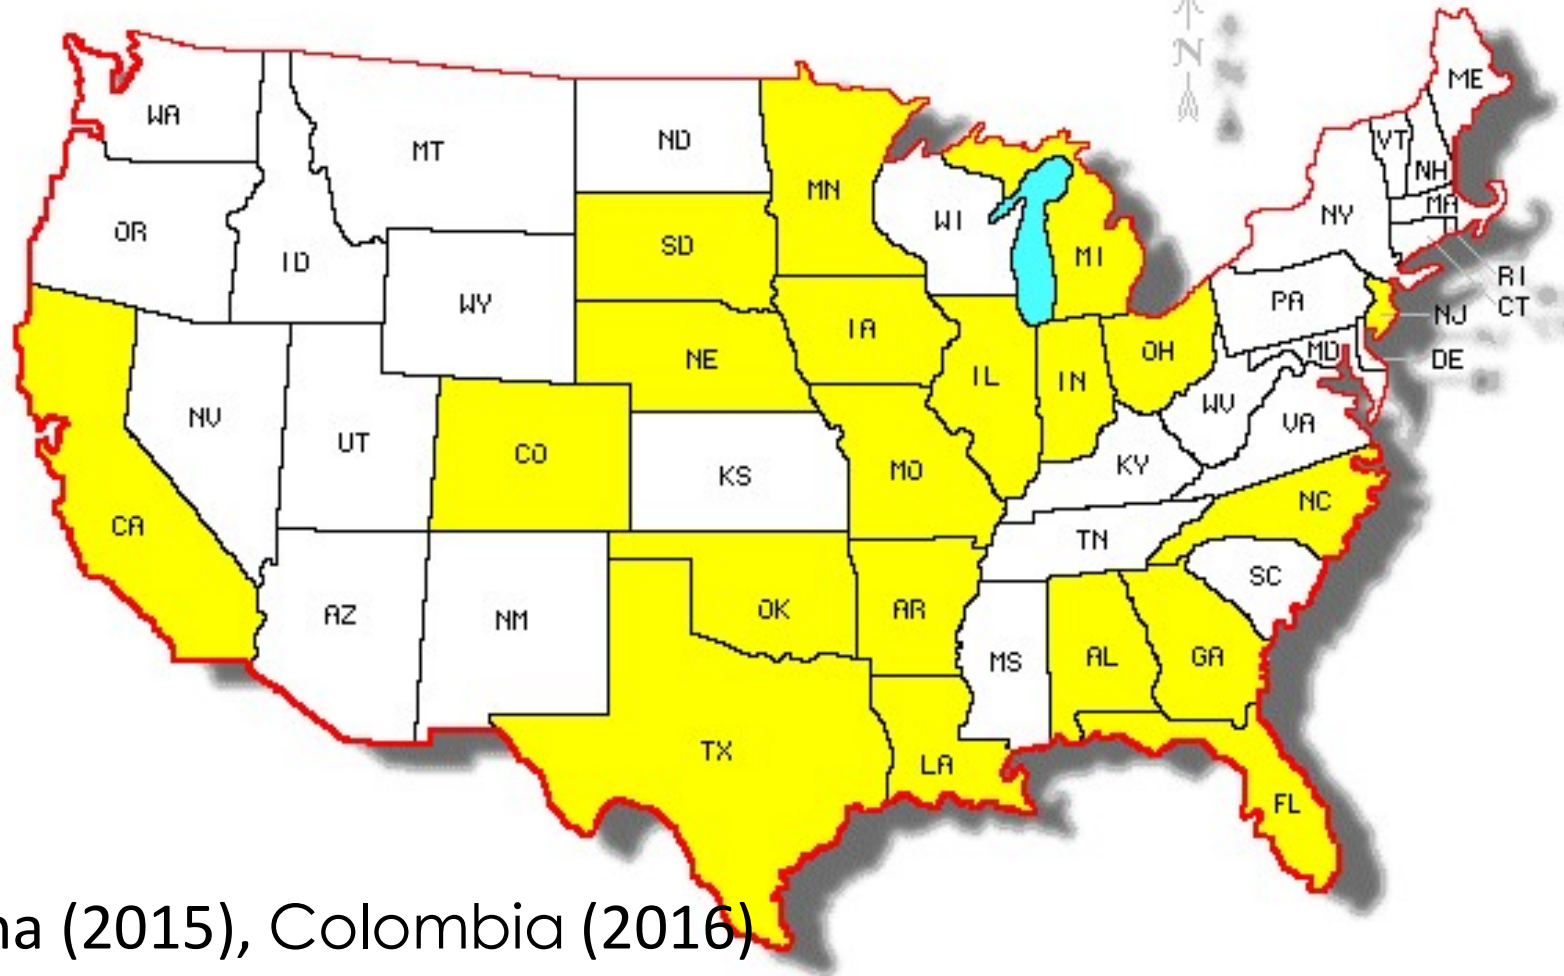 N
ME
WA
VT
ND
MT
NH
MN
MA
NY
WI
OR
SD
MI
ID
RI
PA
WY
CT
NJ
IA
MD
OH
NE
DE
IL
IN
WV
NV
VA
UT
CO
KY
MO
KS
NC
CA
TN
SC
OK
AR
AZ
NM
GA
AL
MS
TX
LA
FL
na (2015), Colombia (2016)